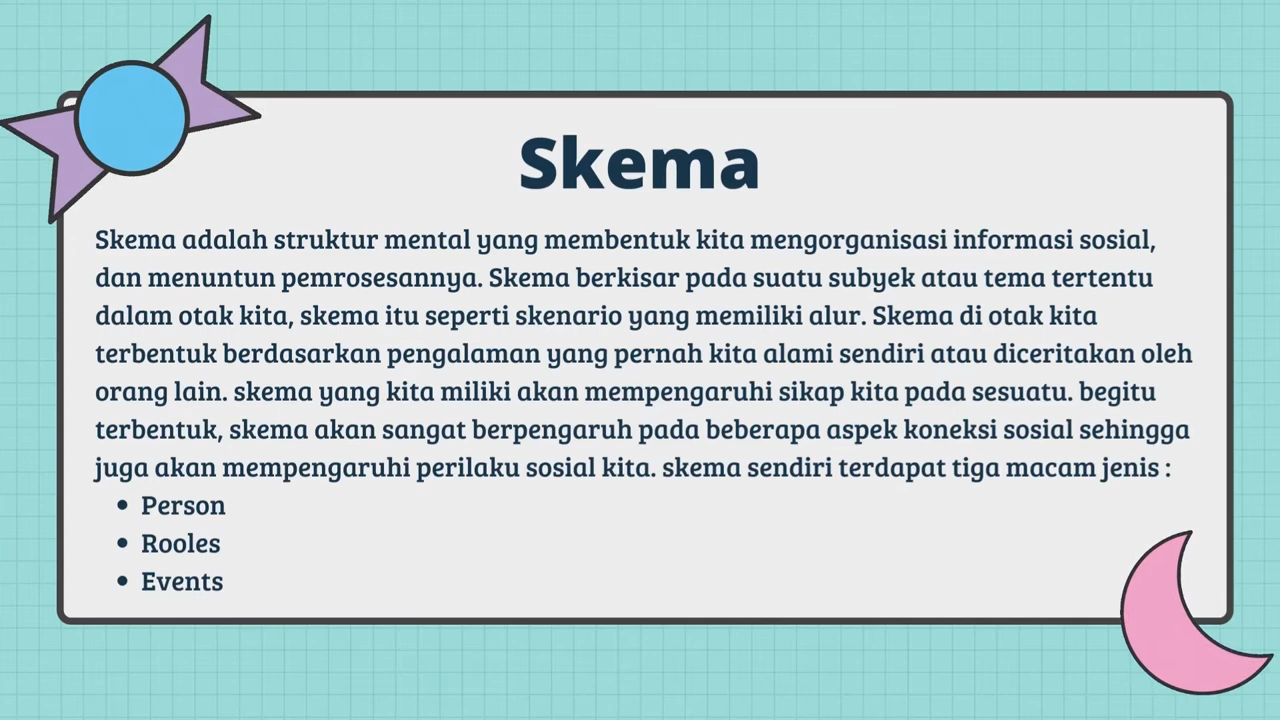 Skema
Skema adalah struktur mental yang membentuk kita mengorganisasi informasi sosial,
dan menuntun pemrosesannya. Skema berkisar pada suatu subyek atau tema tertentu
dalam otak kita, skema itu seperti skenario yang memiliki alur. Skema di otak kita
terbentuk berdasarkan pengalaman yang pernah kita alami sendiri atau diceritakan oleh
orang lain. skema yang kita miliki akan mempengaruhi sikap kita pada sesuatu. begitu
terbentuk, skema akan sangat berpengaruh pada beberapa aspek koneksi sosial sehingga
juga akan mempengaruhi perilaku sosial kita. skema sendiri terdapat tiga macam jenis :
• Person
• Rooles
• Events